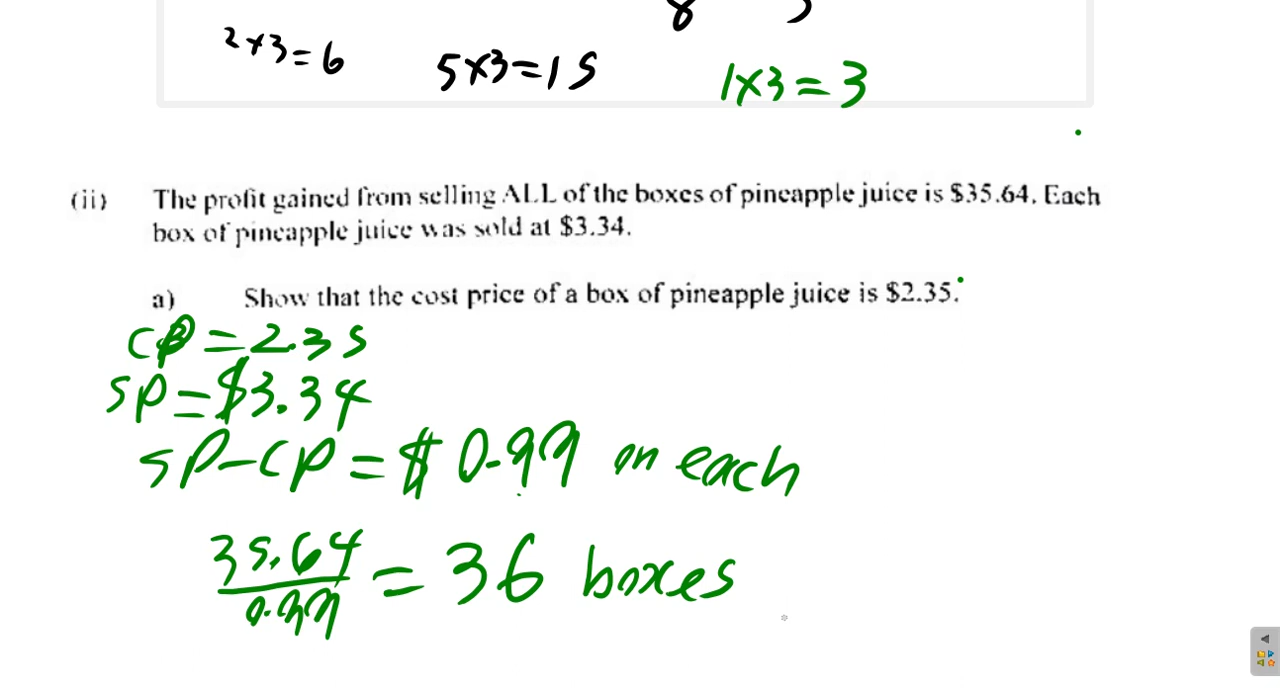 8 5
2×3=6 5×3=15 1×3=3
(ii) The profit gained from selling ALL of the boxes of pineapple juice is $35.64. Each
box of pineapple juice was sold at $3.34.
a) Show that the cost price of a box of pineapple juice is $2.35.
CP=2.35
SP=$3.34
SP-CP=$0.99 on each
35.64
0.99 = 36 boxes